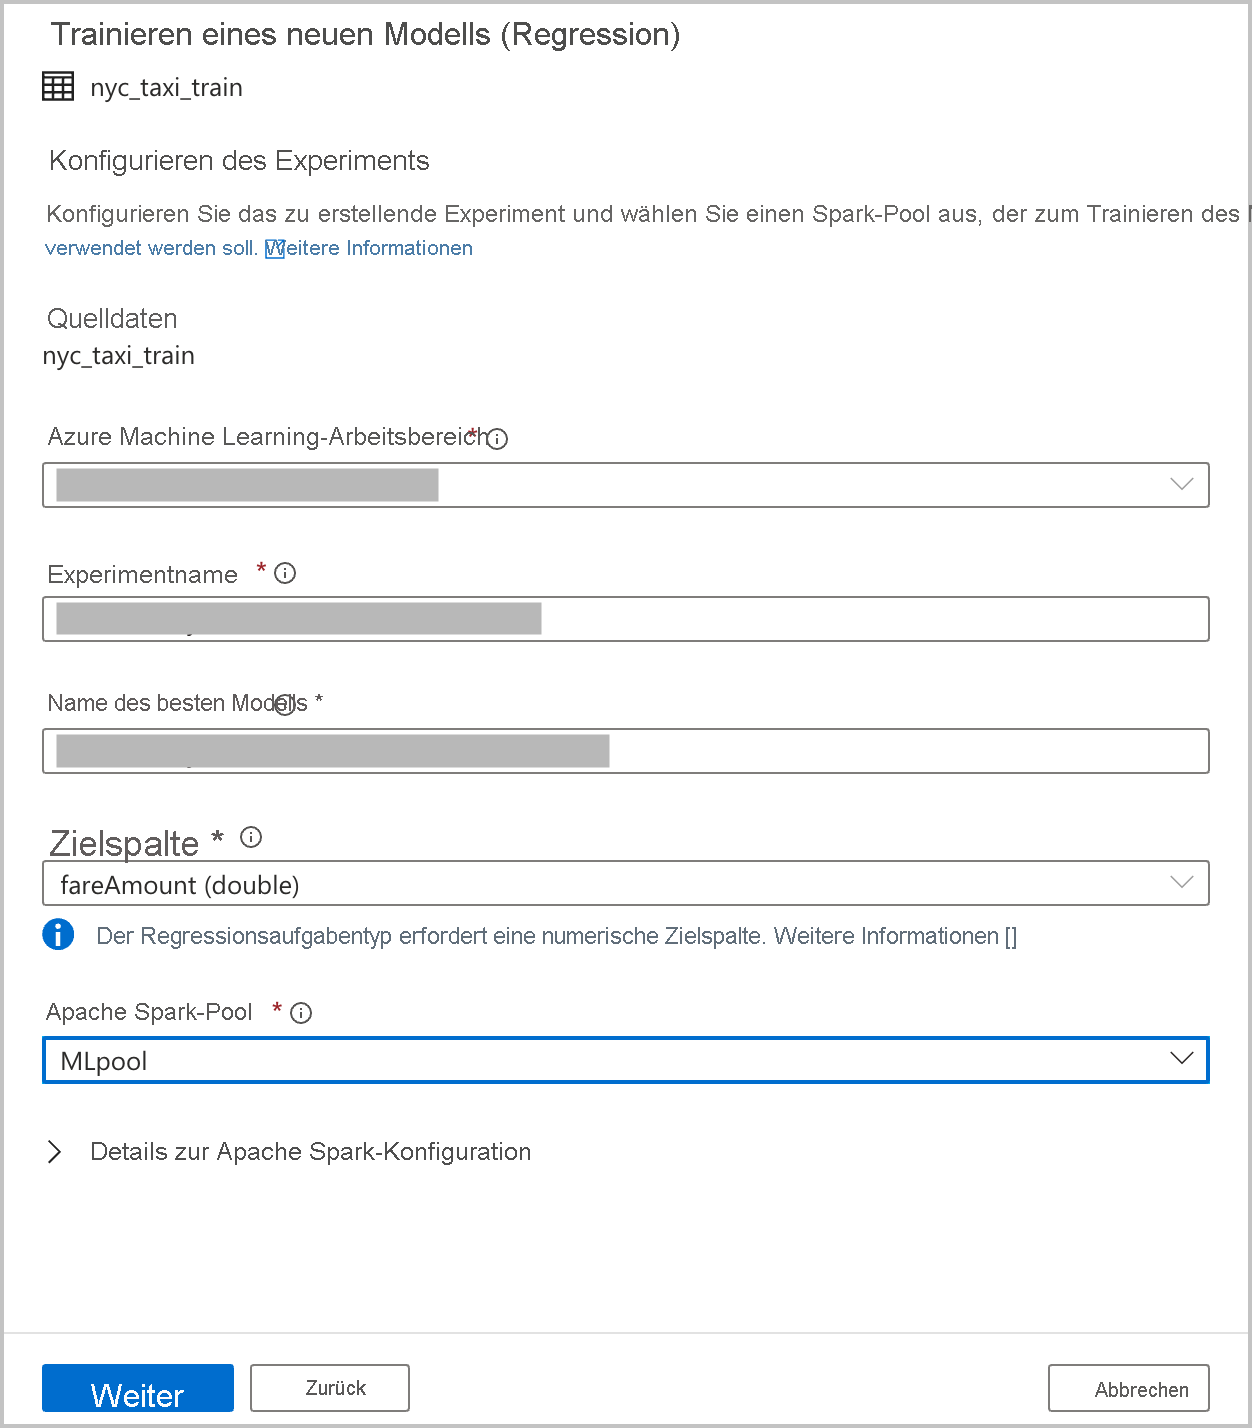 Trainieren eines neuen Modells (Regression)
nyc_taxi_train
Konfigurieren des Experiments
Konfigurieren Sie das zu erstellende Experiment und wählen Sie einen Spark-Pool aus, der zum Trainieren des
verwendet werden soll. Weitere Informationen
Quelldaten
nyc_taxi_train
Azure Machine Learning-Arbeitsbereich*
Experimentname *
Name des besten Modells *
Zielspalte *
fareAmount (double)
Der Regressionsaufgabentyp erfordert eine numerische Zielspalte. Weitere Informationen []
Apache Spark-Pool *
MLpool
Details zur Apache Spark-Konfiguration
Weiter
Zurück
Abbrechen